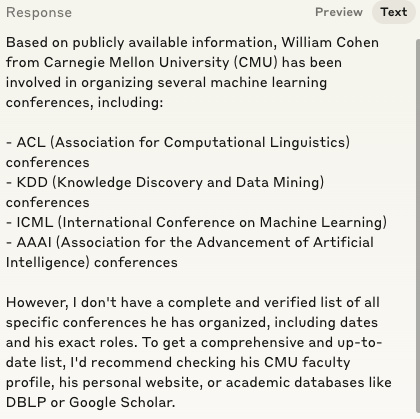 Response
Preview Text
Based on publicly available information, William Cohen
from Carnegie Mellon University (CMU) has been
involved in organizing several machine learning
conferences, including:
- ACL (Association for Computational Linguistics)
conferences
- KDD (Knowledge Discovery and Data Mining)
conferences
- ICML (International Conference on Machine Learning)
- AAAI (Association for the Advancement of Artificial
Intelligence) conferences
However, I don't have a complete and verified list of all
specific conferences he has organized, including dates
and his exact roles. To get a comprehensive and up-to-
date list, I'd recommend checking his CMU faculty
profile, his personal website, or academic databases like
DBLP or Google Scholar.